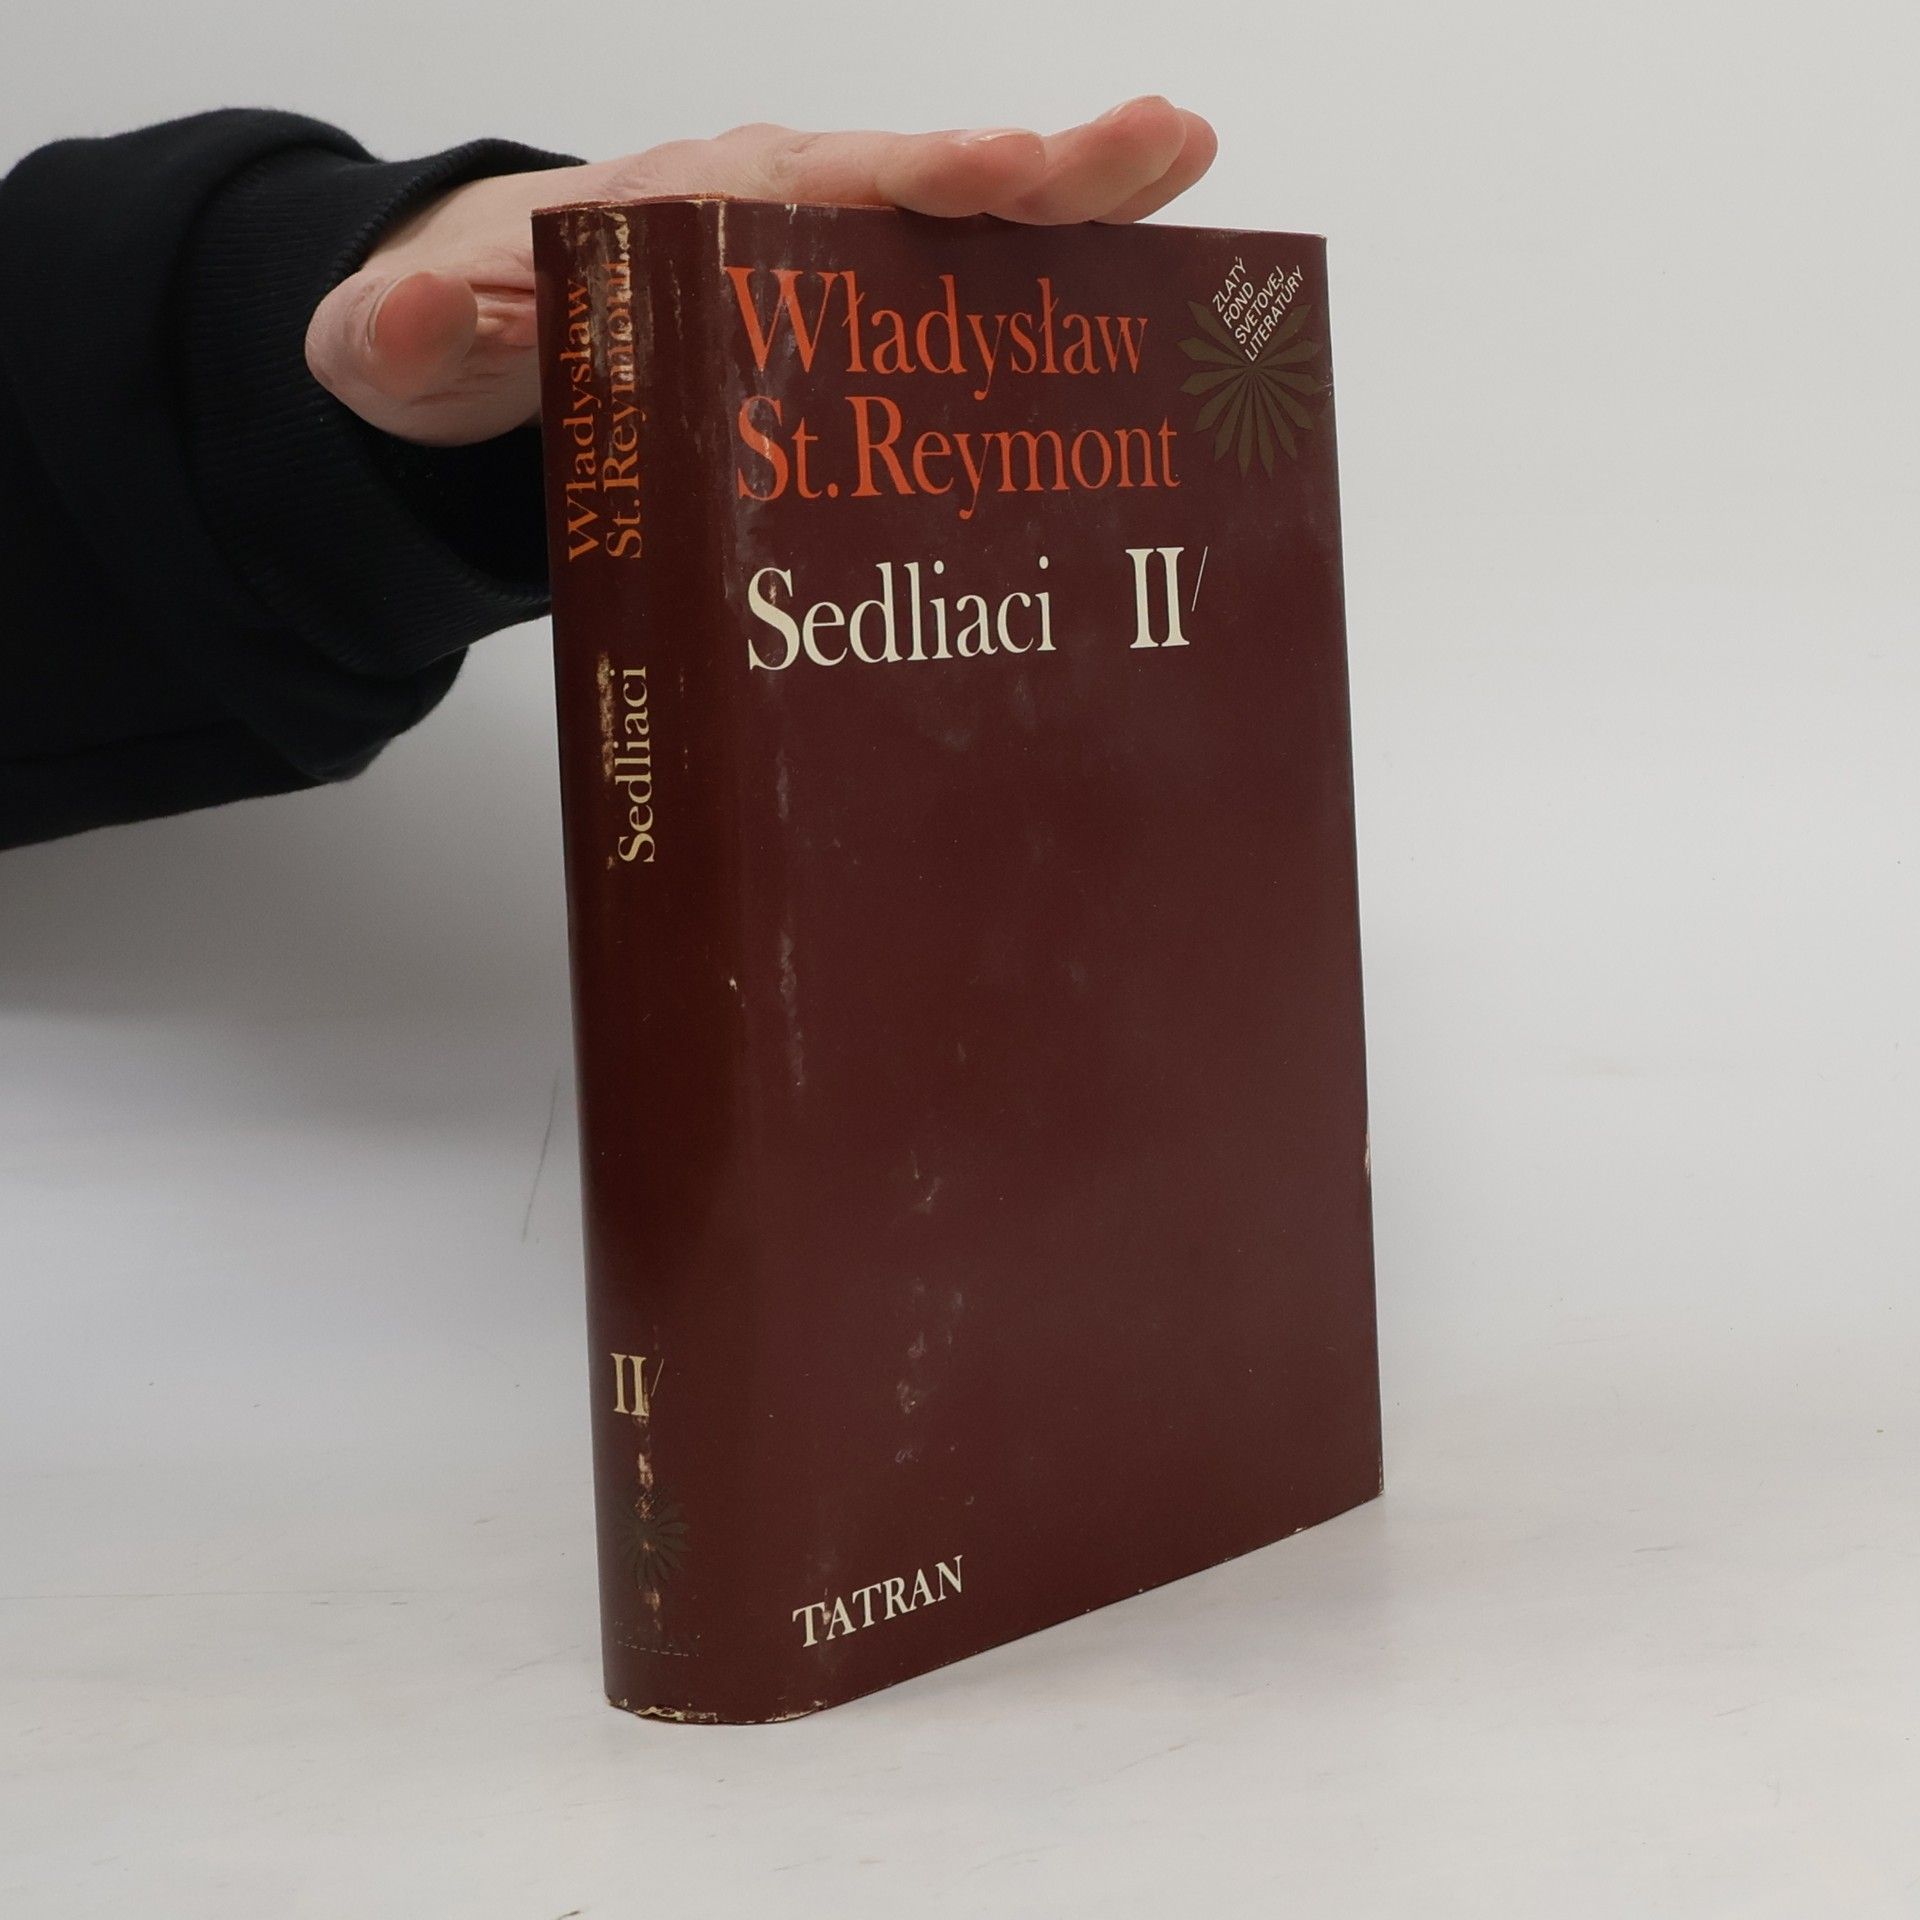 Władysław
St. Reymont
Sedliaci II/
TATRAN
ZLATÝ
FOND
SVETOVEJ
LITERATÚRY
Władysław
St. Reymont
Sedliaci
II/